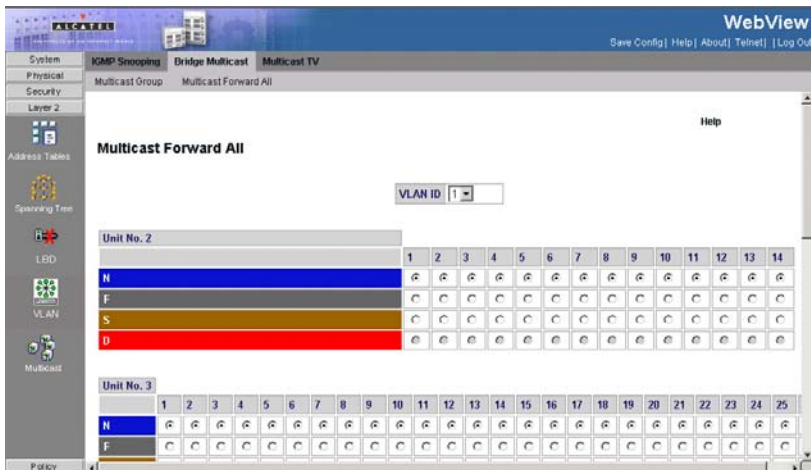 ALCATEL
WebView
Save Config| Help| About| Telnet| |Log Out
System
Physical
Security
Layer 2
Address Tables
Spanning Tree
LBD
VLAN
Multicast
Policy
IGMP Snooping Bridge Multicast Multicast TV
Multicast Group Multicast Forward All
Help
Multicast Forward All
VLAN ID 1
Unit No. 2
1 2 3 4 5 6 7 8 9 10 11 12 13 14
N
F
S
D
Unit No. 3
1 2 3 4 5 6 7 8 9 10 11 12 13 14 15 16 17 18 19 20 21 22 23 24 25
N
F